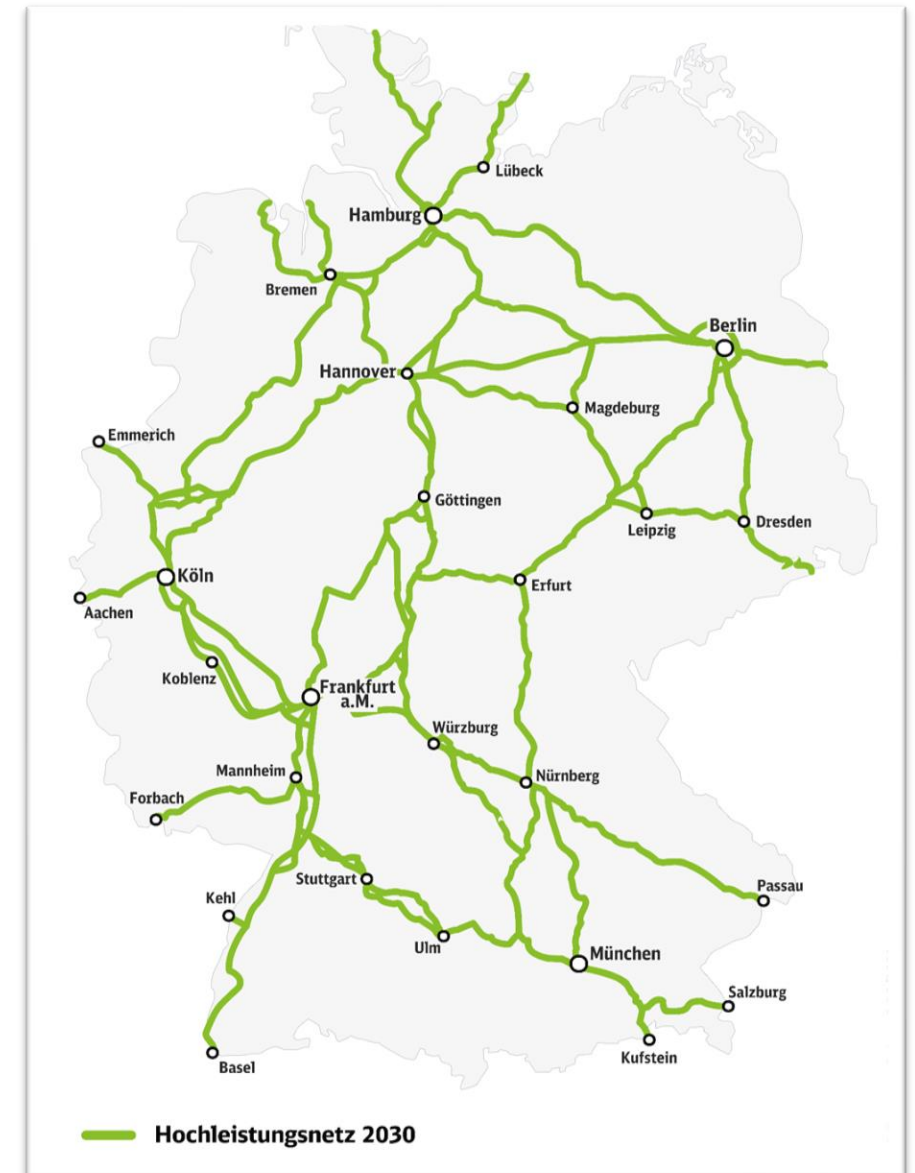 Lübeck
Hamburg
Bremen
Berlin
Hannover
Magdeburg
Emmerich
Göttingen
Leipzig
Dresden
Köln
Erfurt
Aachen
Koblenz
Frankfurt
a.M.
Würzburg
Mannheim
Nürnberg
Forbach
Stuttgart
Passau
Kehl
Ulm
München
Salzburg
Kufstein
Basel
Hochleistungsnetz 2030